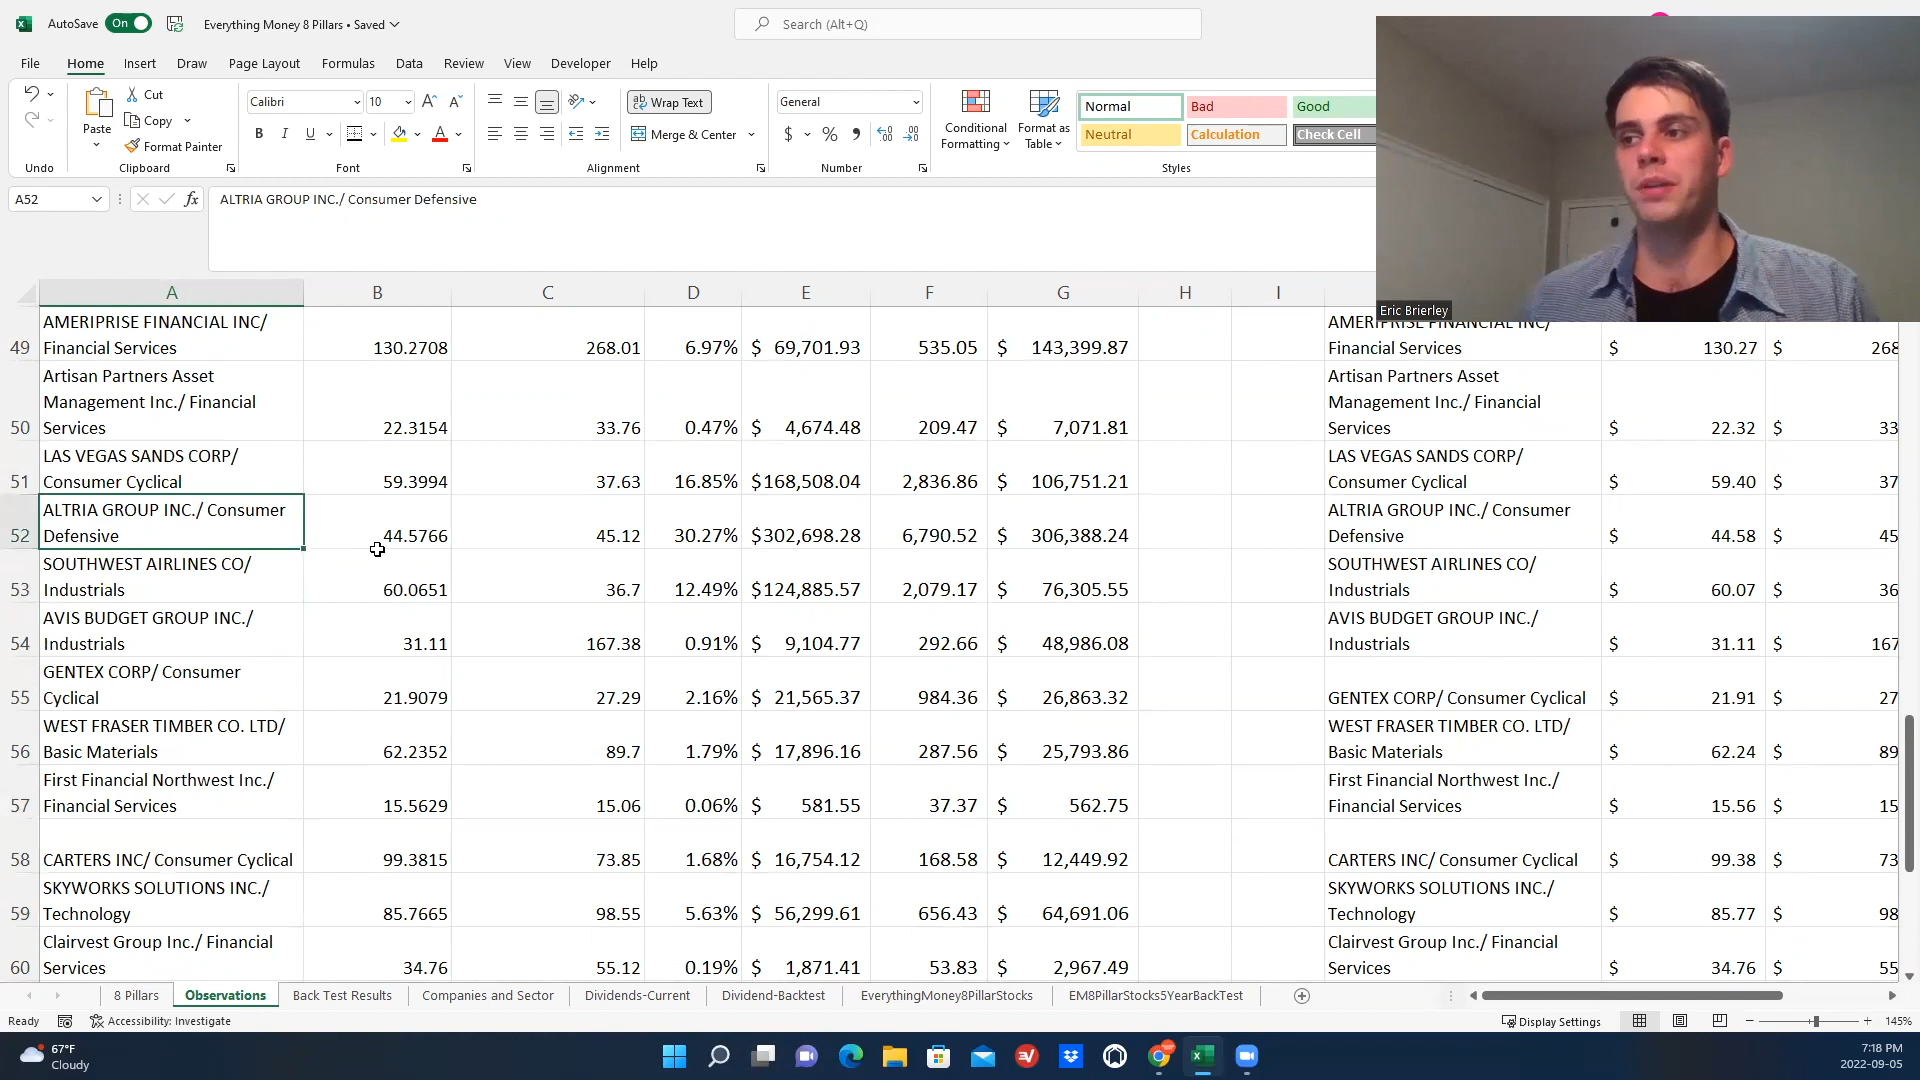 AutoSave On Everything Money 8 Pillars • Saved Search (Alt+Q)
File Home Insert Draw Page Layout Formulas Data Review View Developer Help
Cut
Copy
Format Painter
Paste
Calibri 10
B I U
Wrap Text
Merge & Center
General
$ %
Conditional Formatting
Format as Table
Normal Bad Good
Neutral Calculation Check Cell
Undo Clipboard Font Alignment Number Styles
A52 fx ALTRIA GROUP INC./ Consumer Defensive
Eric Brierley
A B C D E F G H I
AMERIPRISE FINANCIAL INC/ AMERIPRISE FINANCIAL INC/
49 Financial Services 130.2708 268.01 6.97% $ 69,701.93 535.05 $ 143,399.87 Financial Services $ 130.27 $ 268
Artisan Partners Asset Artisan Partners Asset
Management Inc./ Financial Management Inc./ Financial
50 Services 22.3154 33.76 0.47% $ 4,674.48 209.47 $ 7,071.81 Services $ 22.32 $ 33
LAS VEGAS SANDS CORP/ LAS VEGAS SANDS CORP/
51 Consumer Cyclical 59.3994 37.63 16.85% $168,508.04 2,836.86 $ 106,751.21 Consumer Cyclical $ 59.40 $ 37
ALTRIA GROUP INC./ Consumer ALTRIA GROUP INC./ Consumer
52 Defensive 44.5766 45.12 30.27% $302,698.28 6,790.52 $ 306,388.24 Defensive $ 44.58 $ 45
SOUTHWEST AIRLINES CO/ SOUTHWEST AIRLINES CO/
53 Industrials 60.0651 36.7 12.49% $124,885.57 2,079.17 $ 76,305.55 Industrials $ 60.07 $ 36
AVIS BUDGET GROUP INC./ AVIS BUDGET GROUP INC./
54 Industrials 31.11 167.38 0.91% $ 9,104.77 292.66 $ 48,986.08 Industrials $ 31.11 $ 167
GENTEX CORP/ Consumer
55 Cyclical 21.9079 27.29 2.16% $ 21,565.37 984.36 $ 26,863.32 GENTEX CORP/ Consumer Cyclical $ 21.91 $ 27
WEST FRASER TIMBER CO. LTD/ WEST FRASER TIMBER CO. LTD/
56 Basic Materials 62.2352 89.7 1.79% $ 17,896.16 287.56 $ 25,793.86 Basic Materials $ 62.24 $ 89
First Financial Northwest Inc./ First Financial Northwest Inc./
57 Financial Services 15.5629 15.06 0.06% $ 581.55 37.37 $ 562.75 Financial Services $ 15.56 $ 15
58 CARTERS INC/ Consumer Cyclical 99.3815 73.85 1.68% $ 16,754.12 168.58 $ 12,449.92 CARTERS INC/ Consumer Cyclical $ 99.38 $ 73
SKYWORKS SOLUTIONS INC./ SKYWORKS SOLUTIONS INC./
59 Technology 85.7665 98.55 5.63% $ 56,299.61 656.43 $ 64,691.06 Technology $ 85.77 $ 98
Clairvest Group Inc./ Financial Clairvest Group Inc./ Financial
60 Services 34.76 55.12 0.19% $ 1,871.41 53.83 $ 2,967.49 Services $ 34.76 $ 55
8 Pillars Observations Back Test Results Companies and Sector Dividends-Current Dividend-Backtest EverythingMoney8PillarStocks EM8PillarStocks5YearBackTest
Ready Accessibility: Investigate Display Settings 145%
67°F
Cloudy
7:18 PM
2022-09-05